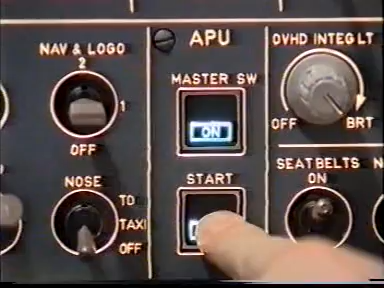 NAV & LOGO
2
1
OFF
NOSE
TO
TAXI
OFF
APU
MASTER SW
ON
START
OVHD INTEG LT
OFF
BRT
SEAT BELTS
ON